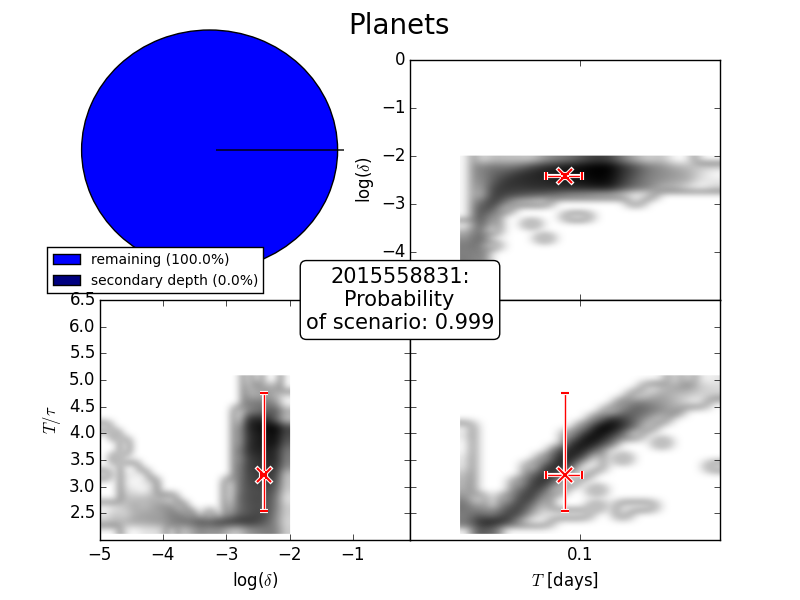 Planets
remaining (100.0%)
secondary depth (0.0%)
0
−1
−2
−3
−4
log(δ)
2015558831:
Probability
of scenario: 0.999
6.5
6.0
5.5
5.0
4.5
4.0
3.5
3.0
2.5
T/τ
−5
−4
−3
−2
−1
log(δ)
0.1
T [days]